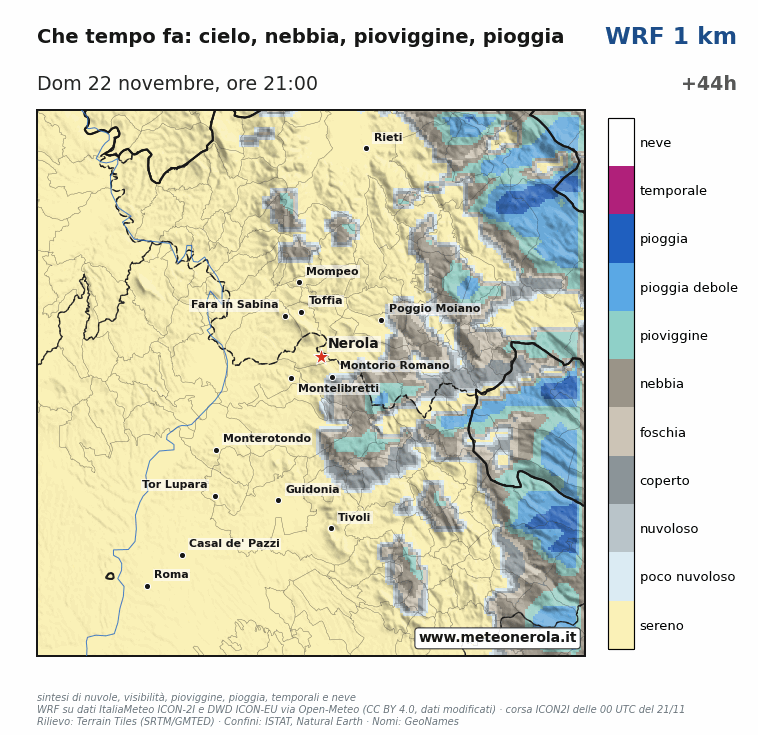 Che tempo fa: cielo, nebbia, pioviggine, pioggia
WRF 1 km
Dom 22 novembre, ore 21:00
+44h
Rieti
Mompeo
Toffia
Fara in Sabina
Poggio Moiano
Nerola
Montorio Romano
Montelibretti
Monterotondo
Tor Lupara
Guidonia
Tivoli
Casal de' Pazzi
Roma
www.meteonerola.it
neve
temporale
pioggia
pioggia debole
pioviggine
nebbia
foschia
coperto
nuvoloso
poco nuvoloso
sereno
sintesi di nuvole, visibilità, pioviggine, pioggia, temporali e neve
WRF su dati ItaliaMeteo ICON-2I e DWD ICON-EU via Open-Meteo (CC BY 4.0, dati modificati) · corsa ICON2I delle 00 UTC del 21/11
Rilievo: Terrain Tiles (SRTM/GMTED) · Confini: ISTAT, Natural Earth · Nomi: GeoNames